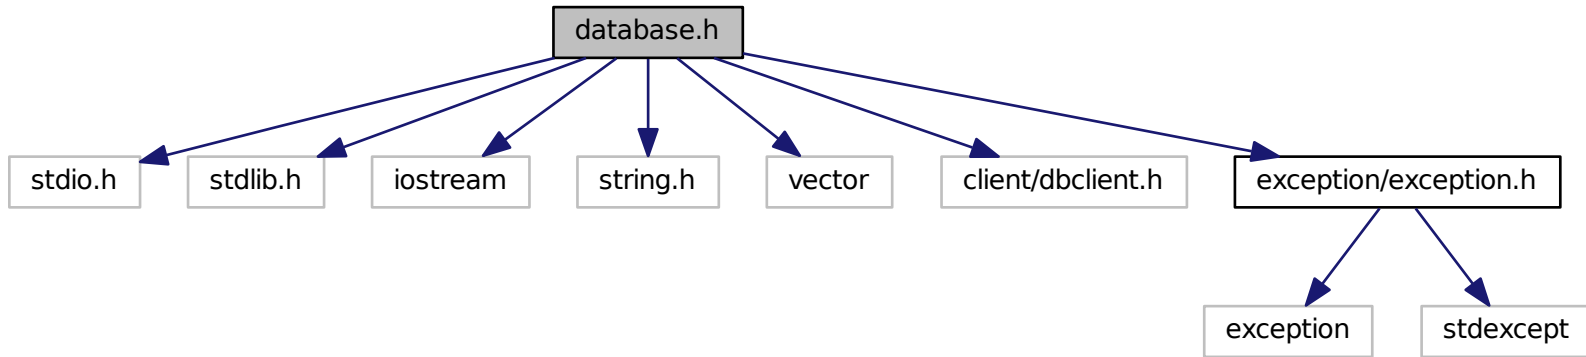 database.h
stdio.h
stdlib.h
iostream
string.h
vector
client/dbclient.h
exception/exception.h
exception
stdexcept